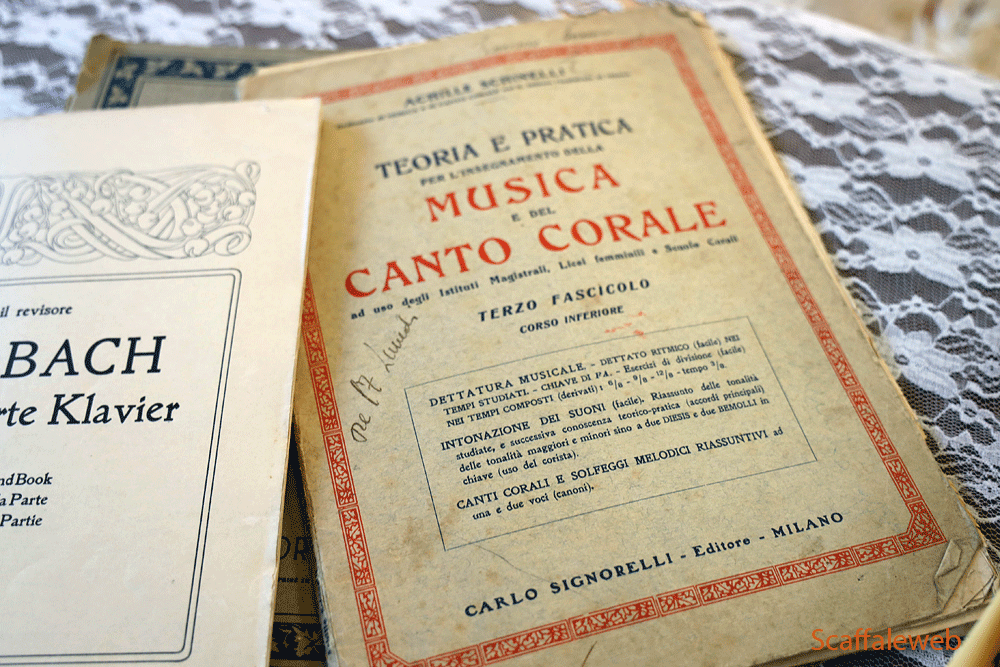 il revisore
BACH
rte Klavier
nd Book
a Parte
Partie
ACHILLE SCHINELLI
TEORIA E PRATICA
PER L'INSEGNAMENTO DELLA
MUSICA
E DEL
CANTO CORALE
ad uso degli Istituti Magistrali, Licei femminili e Scuole Corali
TERZO FASCICOLO
CORSO INFERIORE
DETTATURA MUSICALE. - DETTATO RITMICO (facile) NEI
TEMPI STUDIATI. - CHIAVE DI FA. - Esercizi di divisione (facile)
NEI TEMPI COMPOSTI (derivati): 6/8 - 9/8 - 12/8 - tempo 3/8.
INTONAZIONE DEI SUONI (facile). Riassunto delle tonalità
studiate, e successiva conoscenza teorico-pratica (accordi principali)
delle tonalità maggiori e minori sino a due DIESIS e due BEMOLLI in
chiave (uso del corista).
CANTI CORALI E SOLFEGGI MELODICI RIASSUNTIVI ad
una e due voci (canoni).
CARLO SIGNORELLI - Editore - MILANO
Scaffaleweb